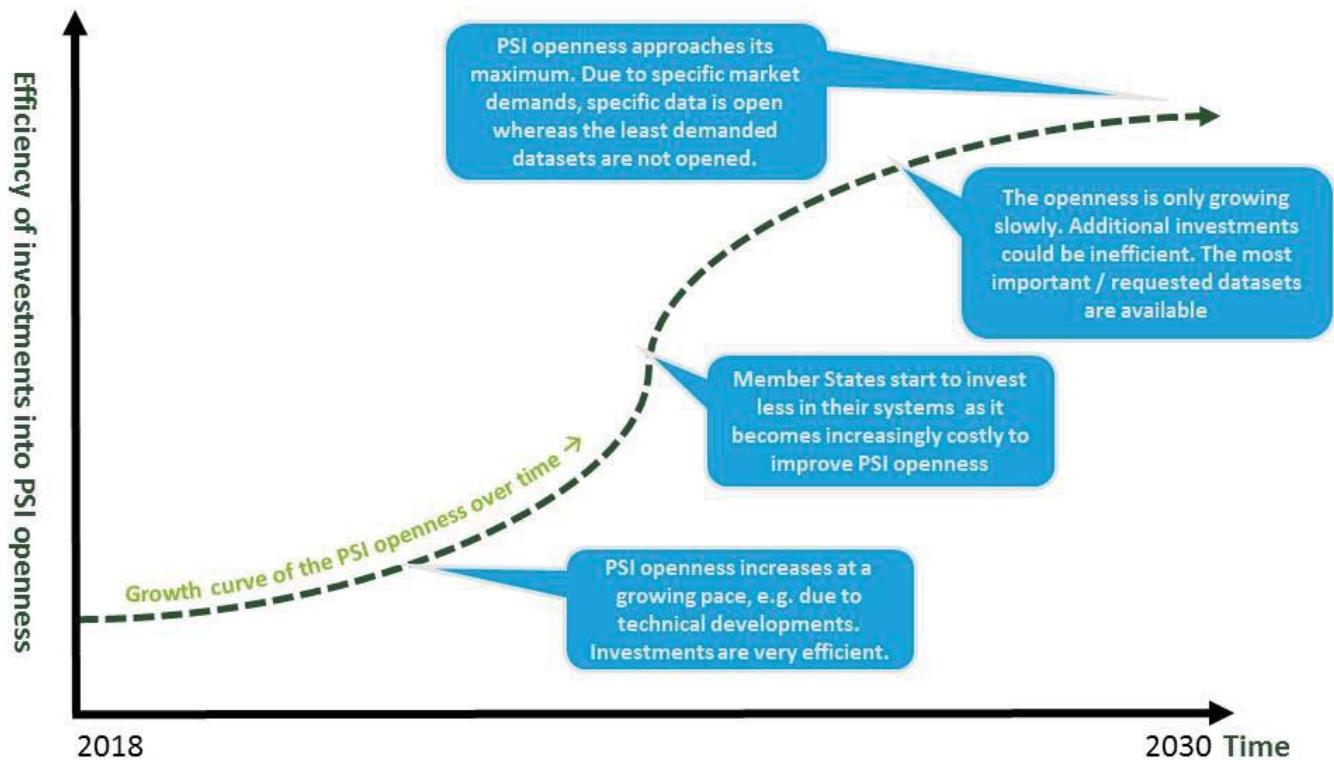 Efficiency of investments into PSI openness
PSI openness approaches its
maximum. Due to specific market
demands, specific data is open
whereas the least demanded
datasets are not opened.
The openness is only growing
slowly. Additional investments
could be inefficient. The most
important / requested datasets
are available
Member States start to invest
less in their systems as it
becomes increasingly costly to
improve PSI openness
Growth curve of the PSI openness over time →
PSI openness increases at a
growing pace, e.g. due to
technical developments.
Investments are very efficient.
2018
2030 Time